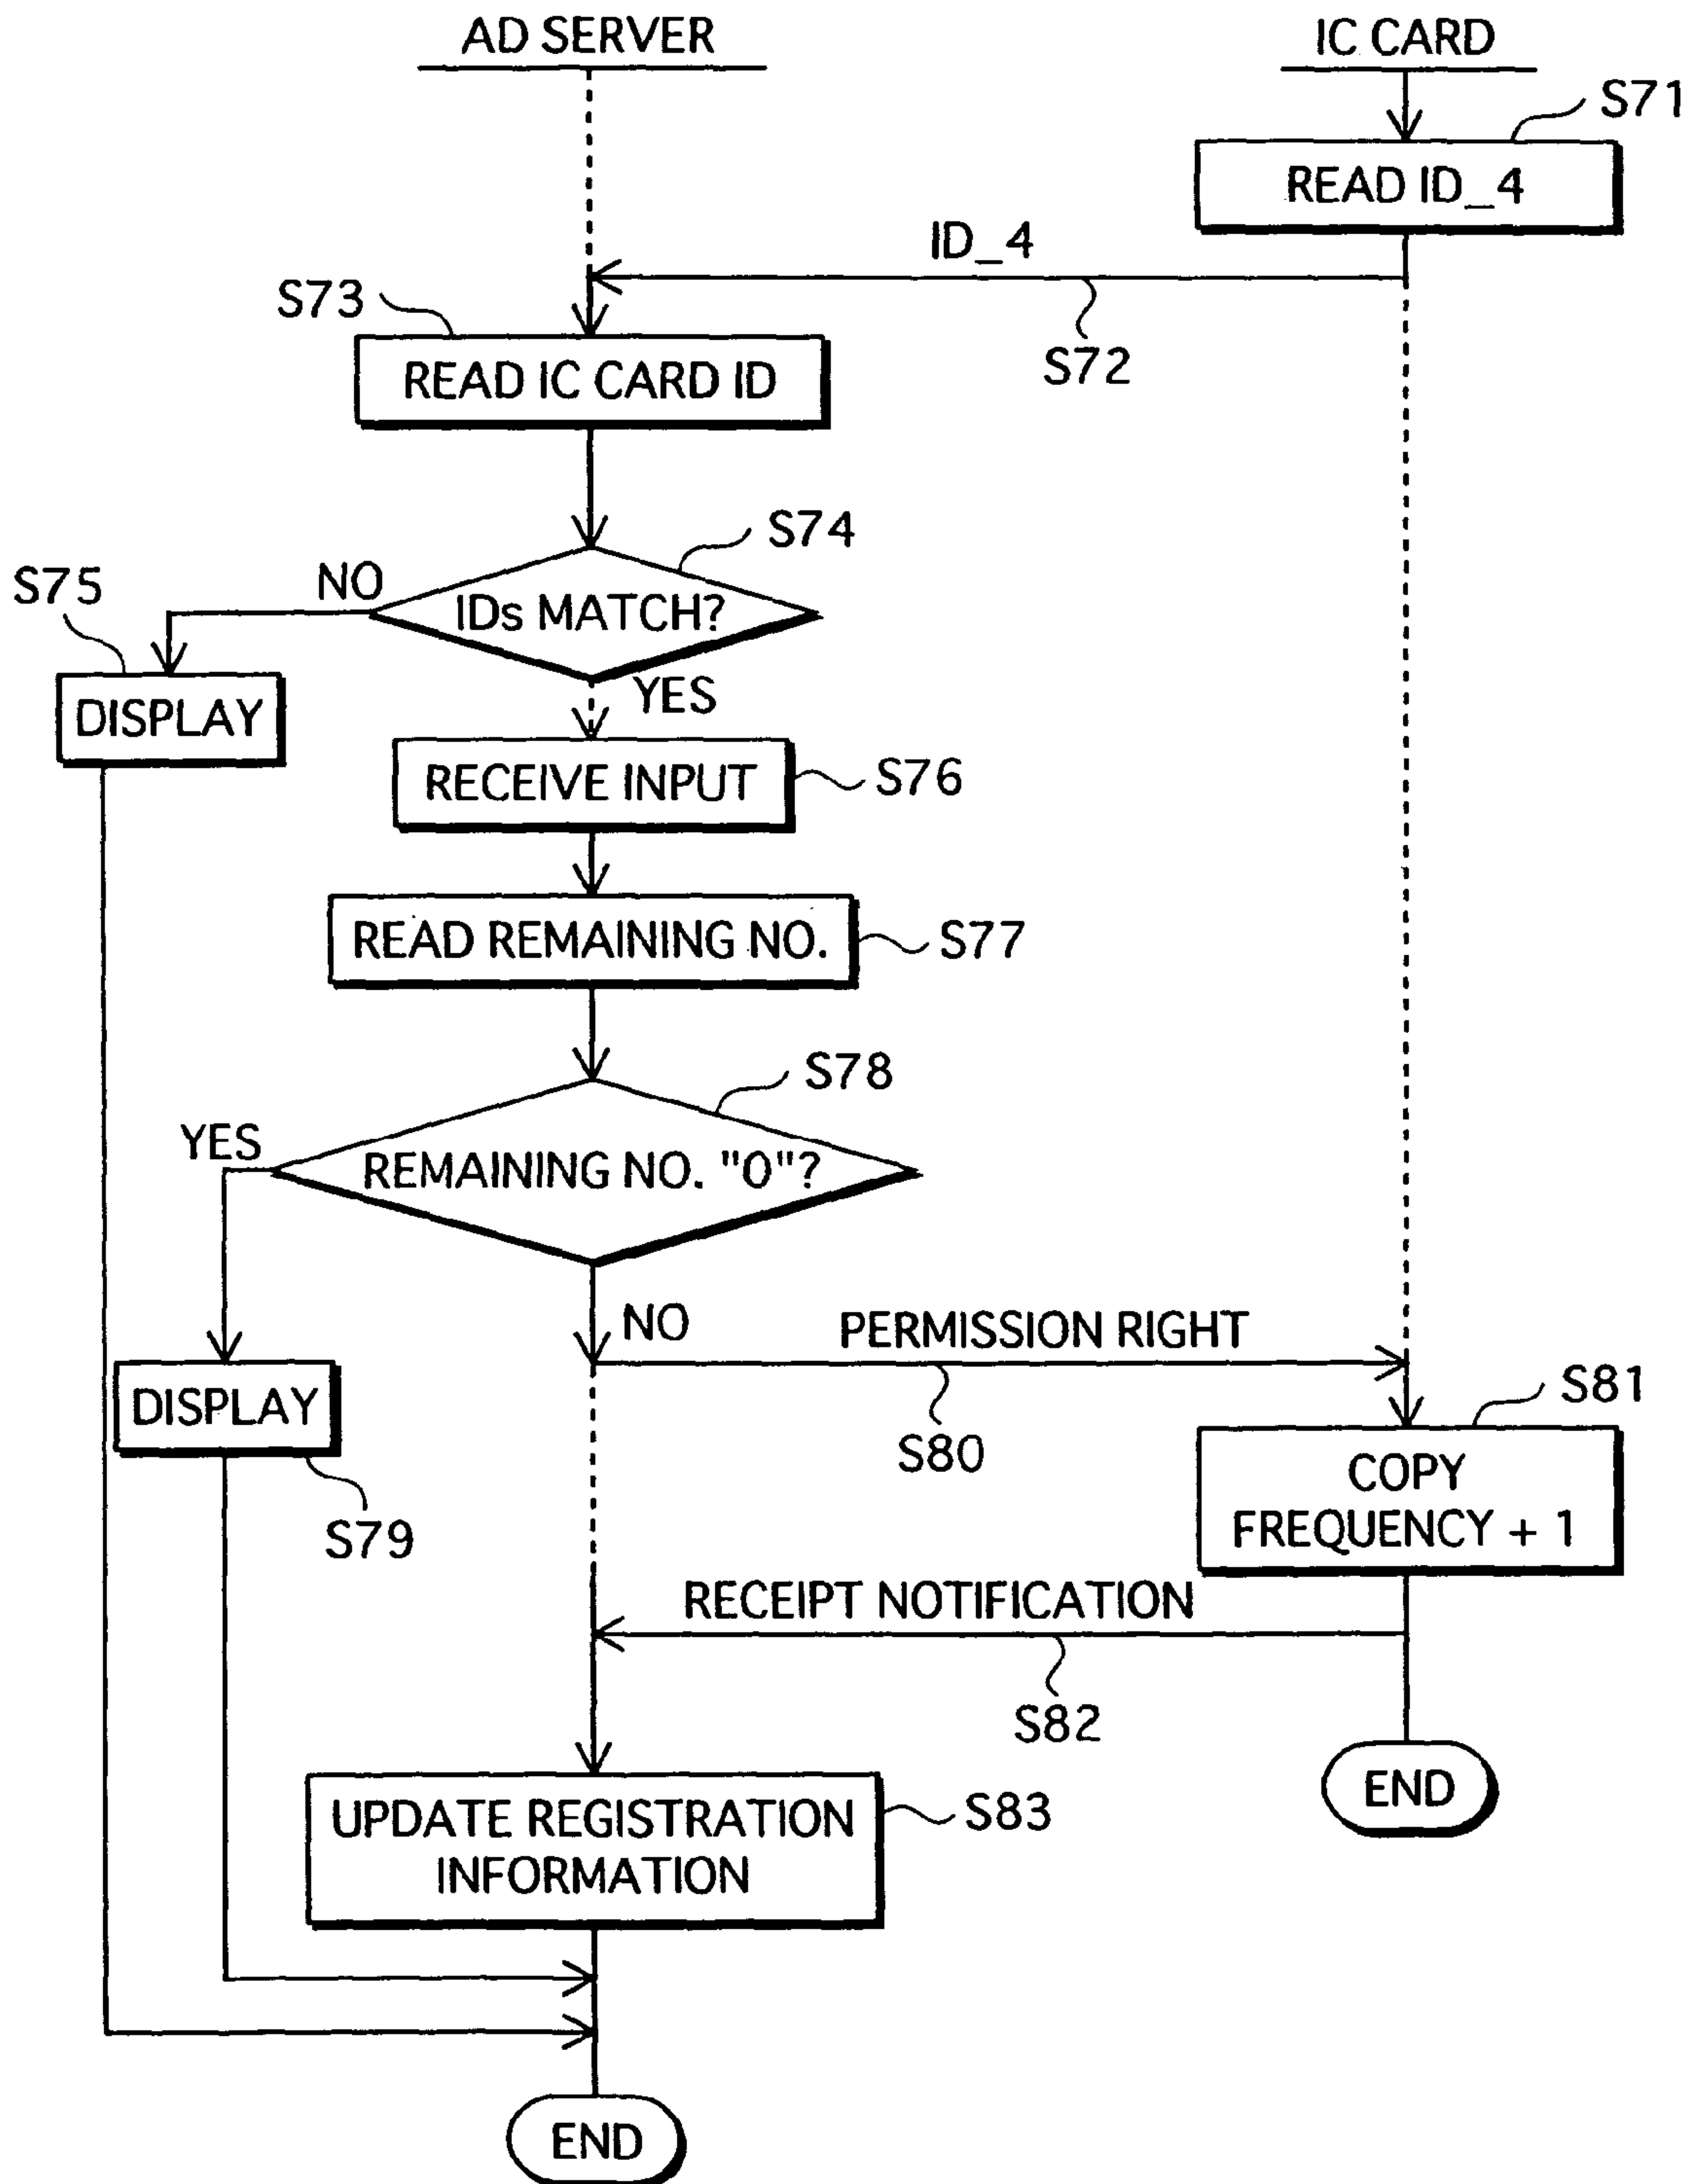 AD SERVER
IC CARD
S71
READ ID_4
ID_4
S72
S73
READ IC CARD ID
S74
IDs MATCH?
NO
S75
DISPLAY
YES
RECEIVE INPUT
S76
READ REMAINING NO.
S77
S78
REMAINING NO. "0"?
YES
NO
PERMISSION RIGHT
S80
DISPLAY
S79
S81
COPY
FREQUENCY + 1
RECEIPT NOTIFICATION
S82
END
UPDATE REGISTRATION
INFORMATION
S83
END